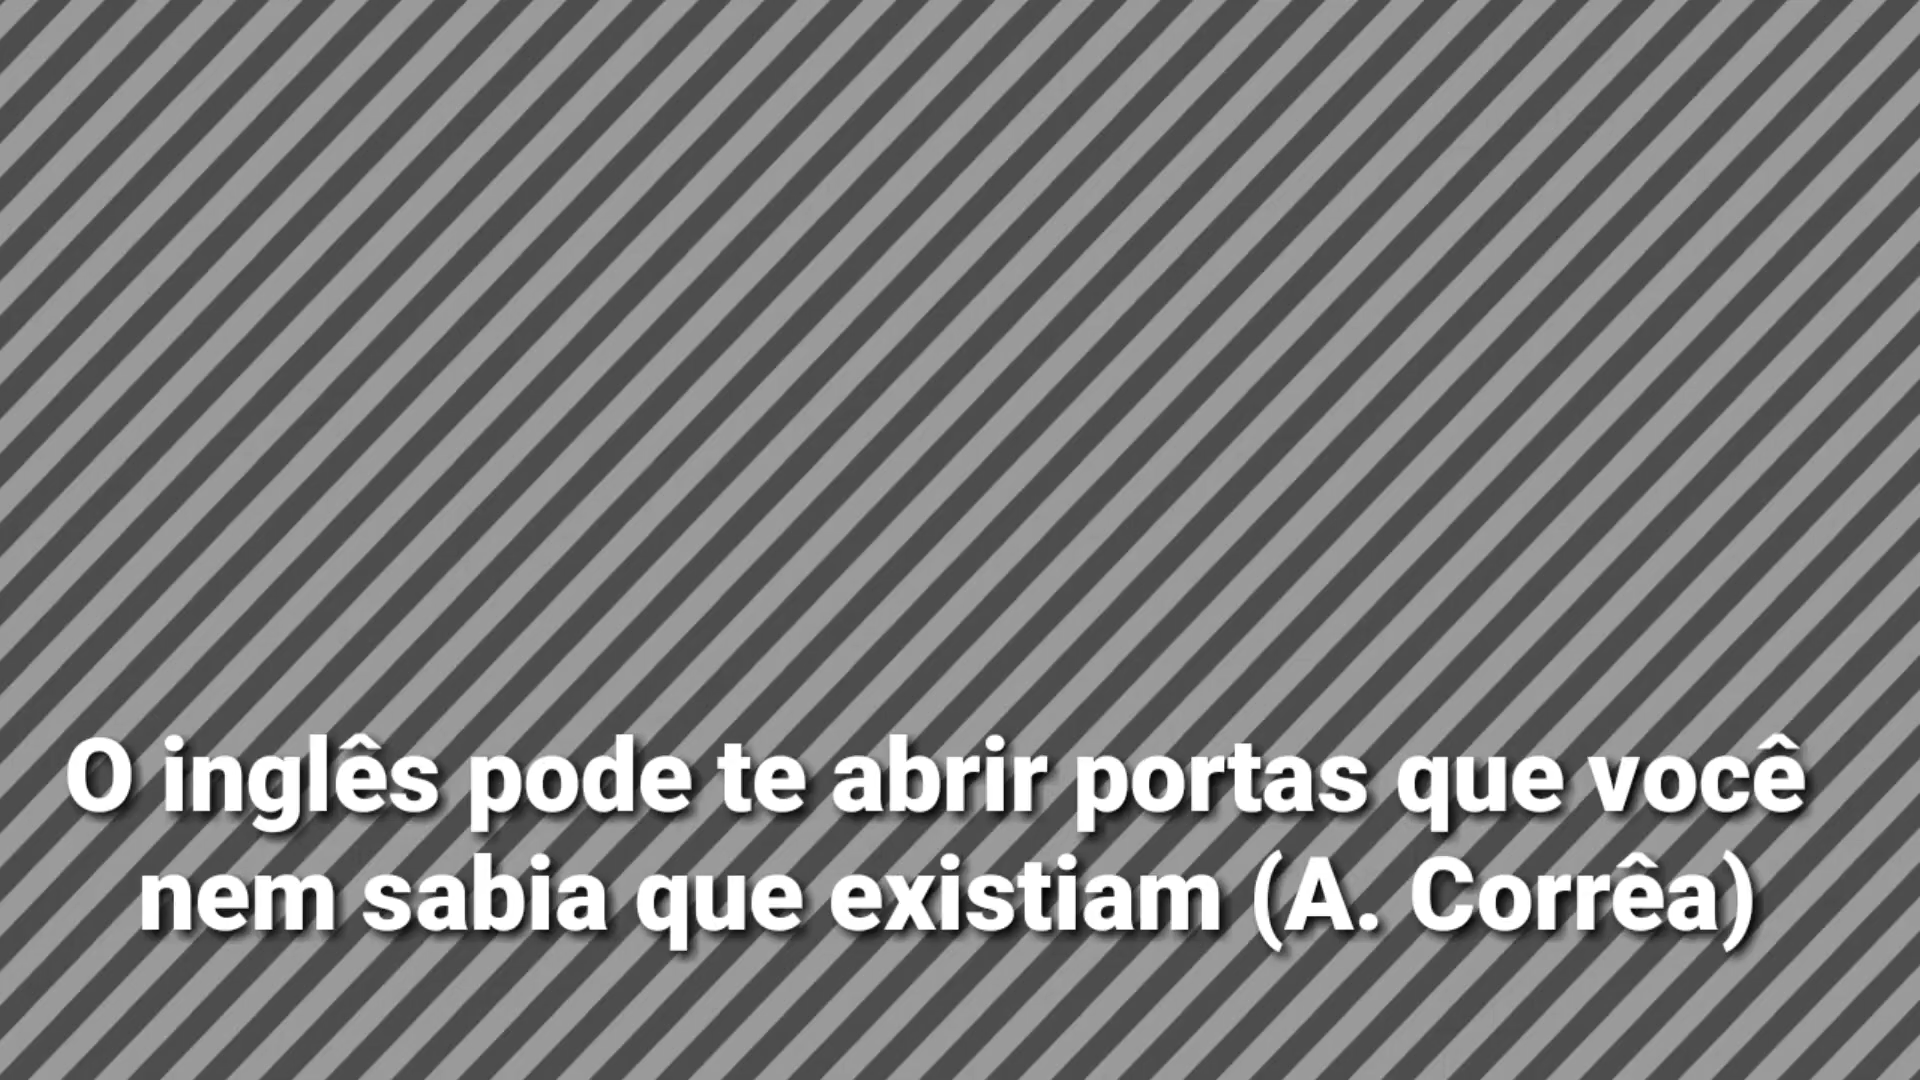 O inglês pode te abrir portas que você
nem sabia que existiam (A. Corrêa)